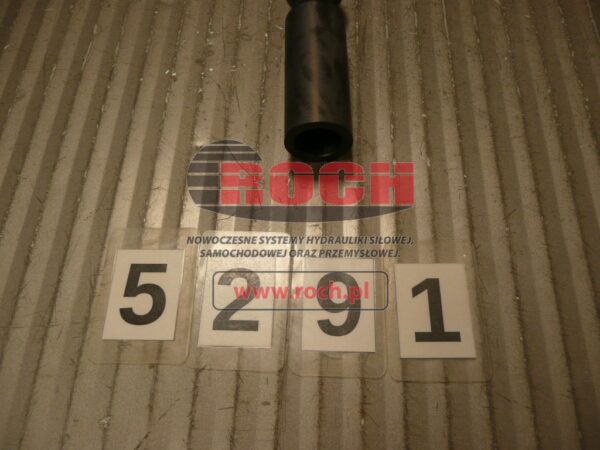 ROCH
NOWOCZESNE SYSTEMY HYDRAULIKI SIŁOWEJ,
SAMOCHODOWEJ ORAZ PRZEMYSŁOWEJ.
www.roch.pl
5 2 9 1